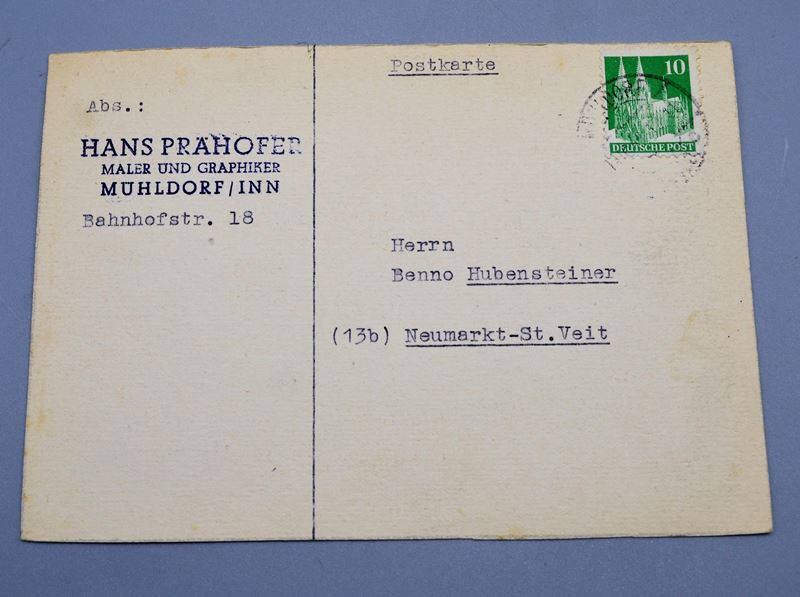 Postkarte
Abs.:
HANS PRÄHOFER
MALER UND GRAPHIKER
MÜHLDORF/INN
Bahnhofstr. 18
10
DEUTSCHE POST
Herrn
Benno Hubensteiner
(13b) Neumarkt-St.Veit